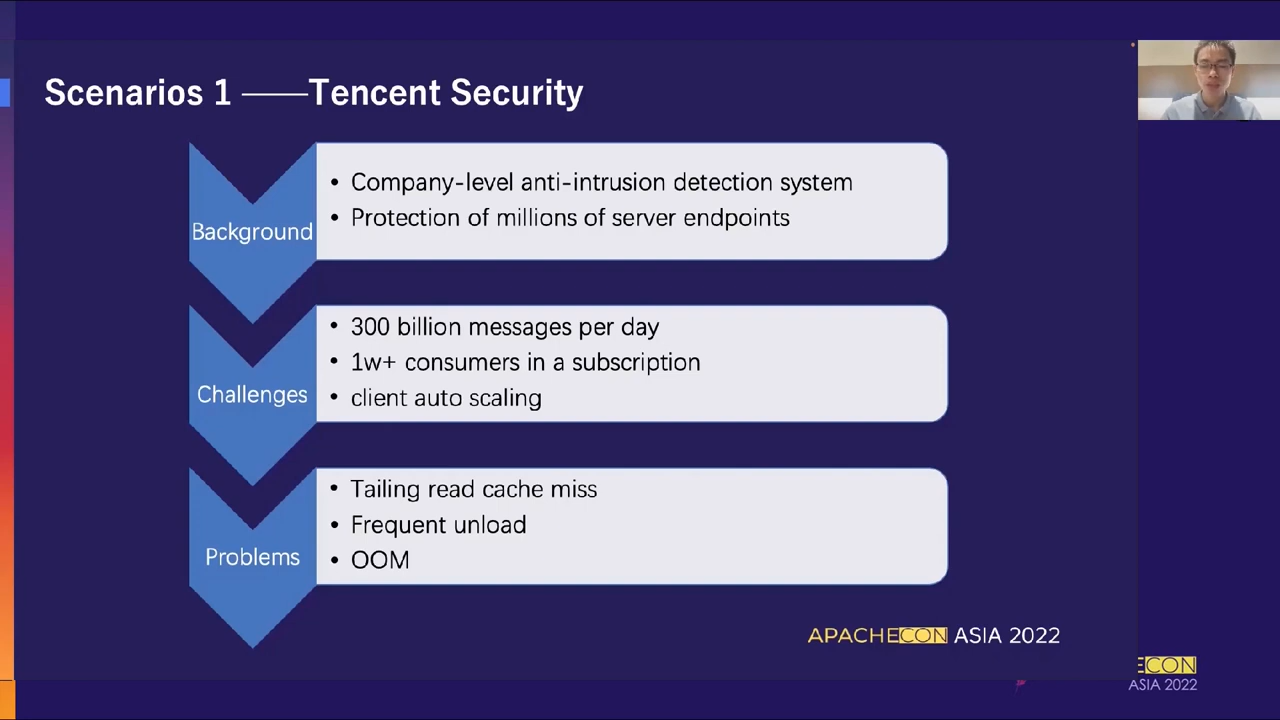 Scenarios 1 ——Tencent Security
Background
• Company-level anti-intrusion detection system
• Protection of millions of server endpoints
Challenges
• 300 billion messages per day
• 1w+ consumers in a subscription
• client auto scaling
Problems
• Tailing read cache miss
• Frequent unload
• OOM
APACHECON ASIA 2022
ECON
ASIA 2022